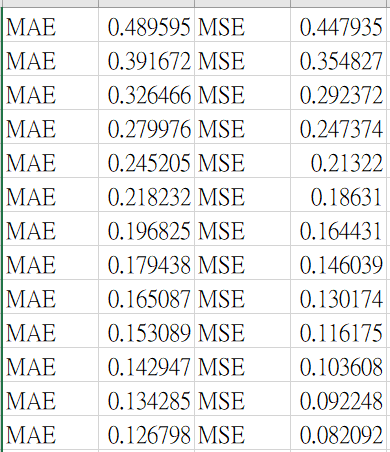 MAE 0.489595 MSE 0.447935
MAE 0.391672 MSE 0.354827
MAE 0.326466 MSE 0.292372
MAE 0.279976 MSE 0.247374
MAE 0.245205 MSE 0.21322
MAE 0.218232 MSE 0.18631
MAE 0.196825 MSE 0.164431
MAE 0.179438 MSE 0.146039
MAE 0.165087 MSE 0.130174
MAE 0.153089 MSE 0.116175
MAE 0.142947 MSE 0.103608
MAE 0.134285 MSE 0.092248
MAE 0.126798 MSE 0.082092